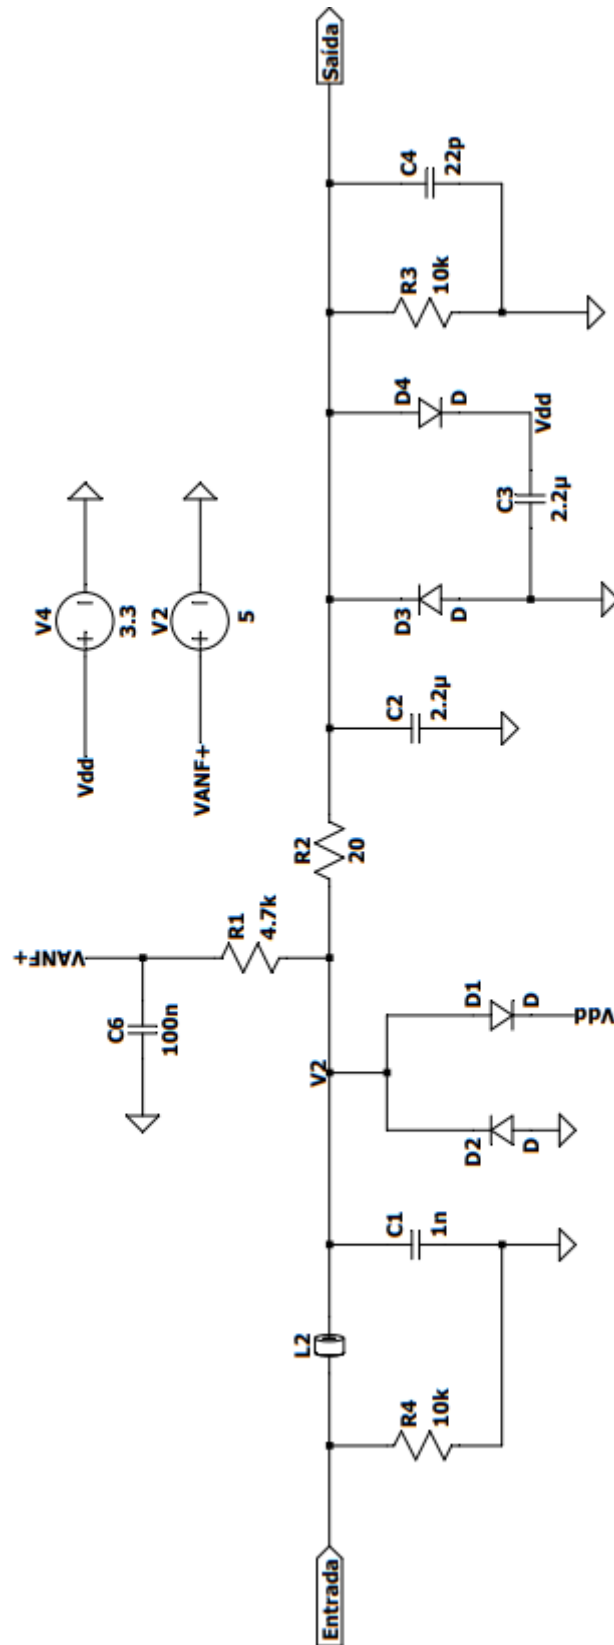 Entrada
R4
10k
L2
C1
1n
D2
D
V2
D1
D
Vdd
C6
100n
VANF+
R1
4.7k
R2
20
C2
2.2µ
D3
D
C3
2.2µ
Vdd
D4
D
R3
10k
C4
22p
Saída
Vdd
V4
3.3
VANF+
V2
5